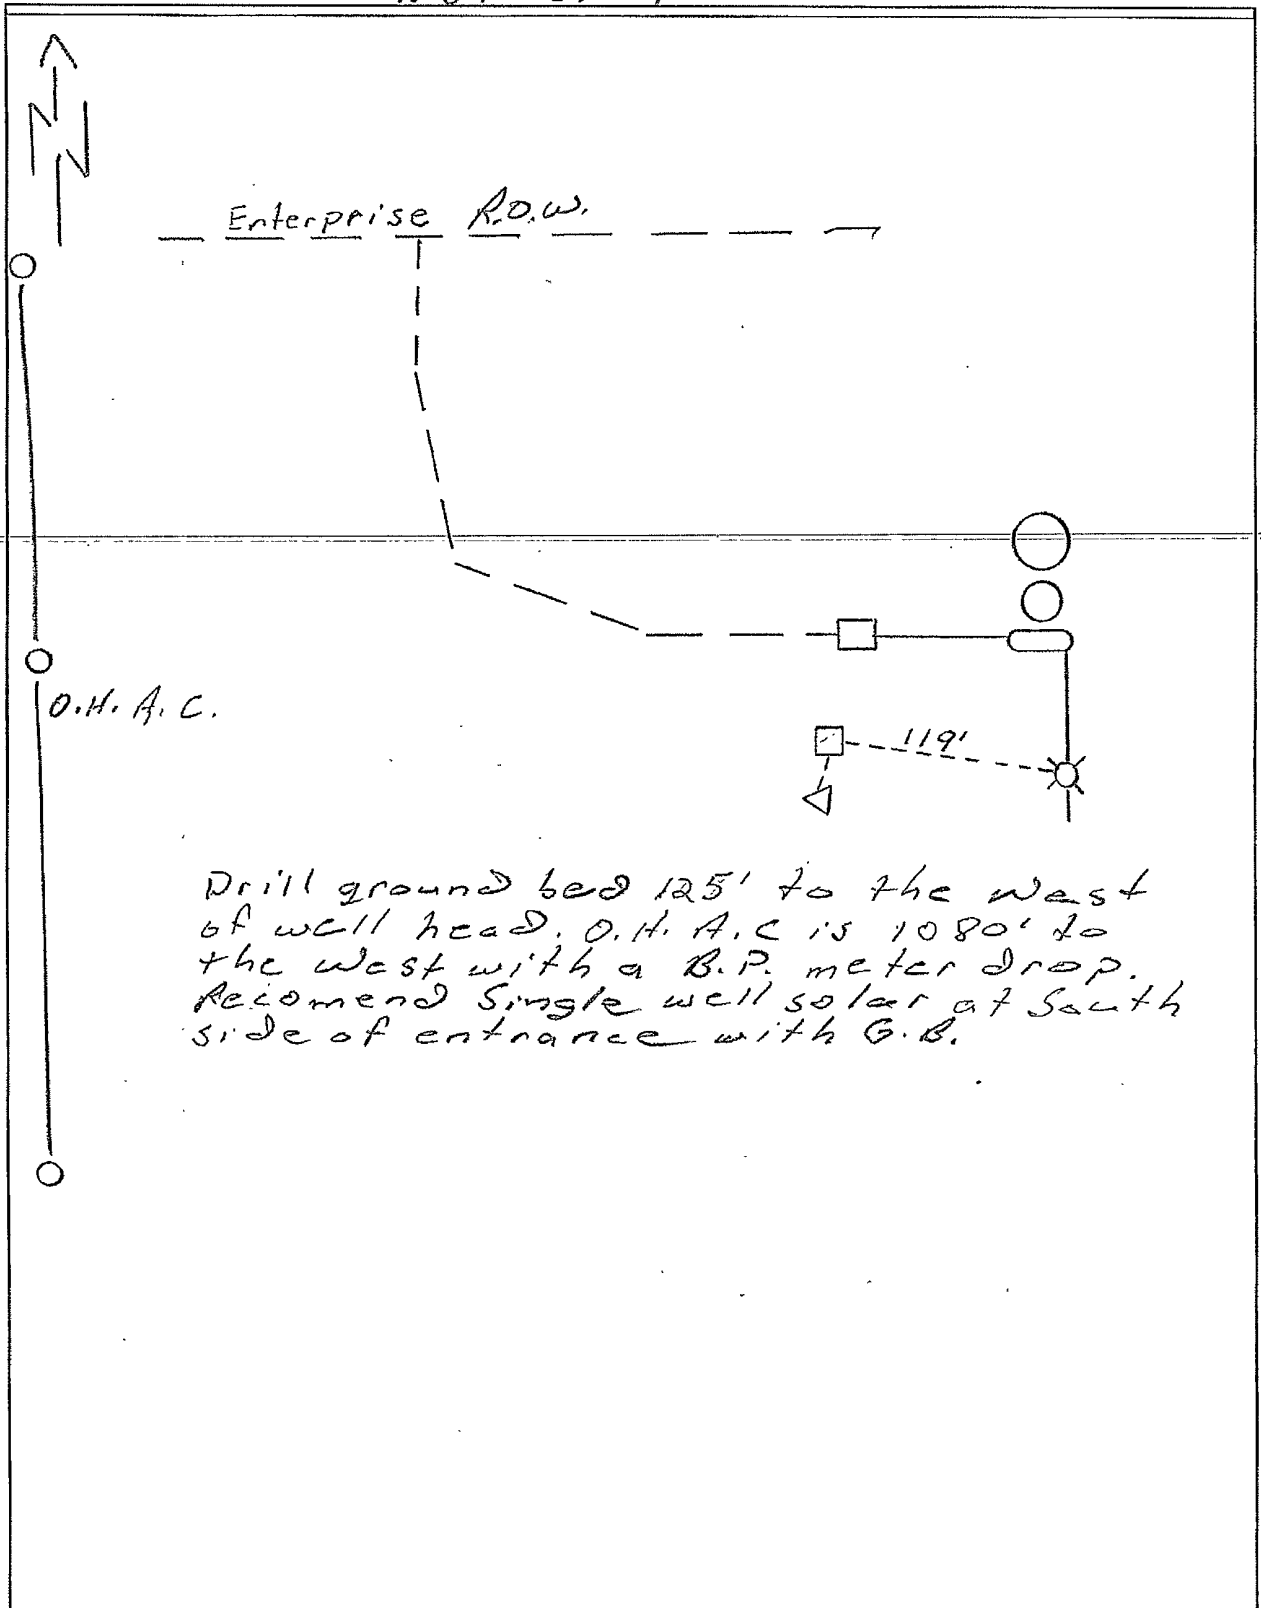 Enterprise R.O.W.
O.H. A.C.
119'
Drill ground bed 125' to the west
of well head. O.H. A.C is 1080' to
the west with a B.P. meter drop.
Recomend Single well solar at South
side of entrance with G.B.